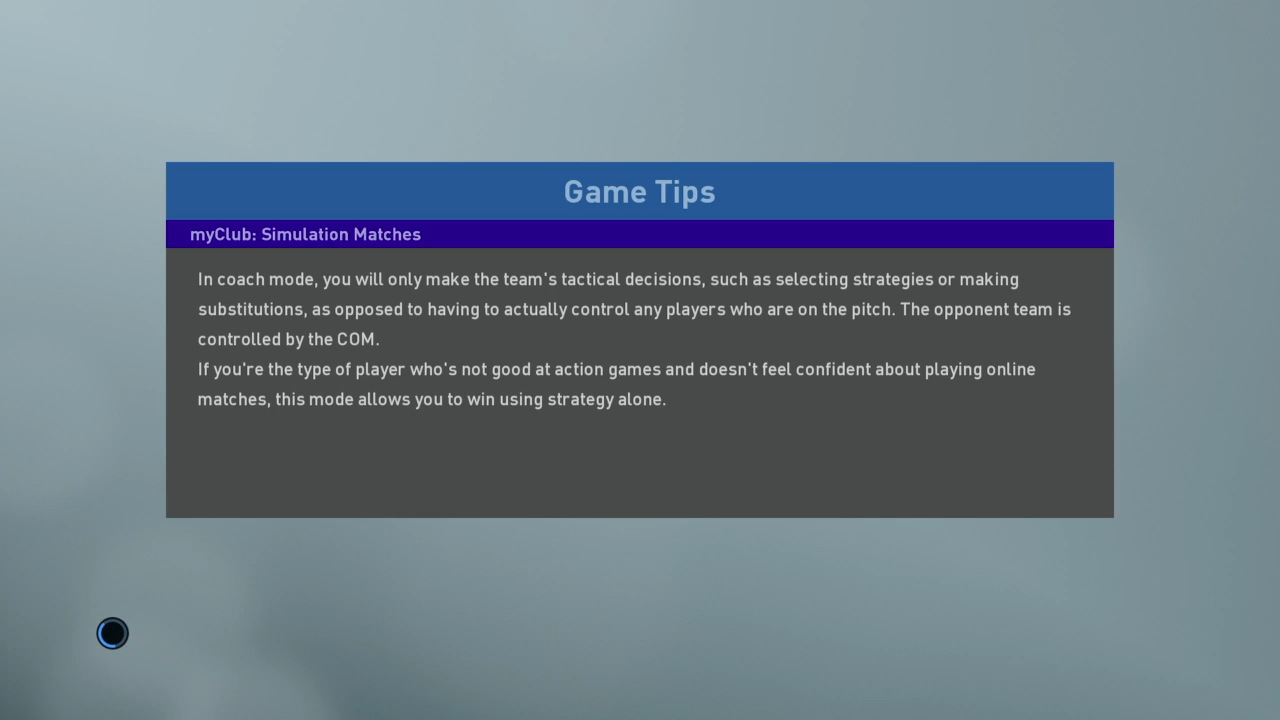 Game Tips
myClub: Simulation Matches
In coach mode, you will only make the team's tactical decisions, such as selecting strategies or making
substitutions, as opposed to having to actually control any players who are on the pitch. The opponent team is
controlled by the COM.
If you're the type of player who's not good at action games and doesn't feel confident about playing online
matches, this mode allows you to win using strategy alone.